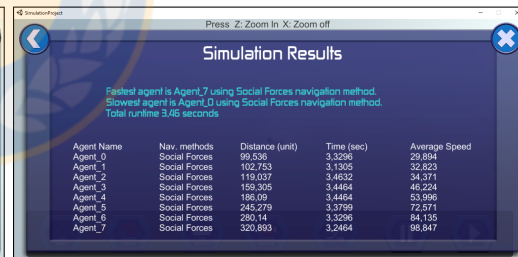 SimulationProject
Press Z: Zoom In X: Zoom off
Simulation Results
Fastest agent is Agent_7 using Social Forces navigation method.
Slowest agent is Agent_0 using Social Forces navigation method.
Total runtime 3,46 seconds
Agent Name Nav. methods Distance (unit) Time (sec) Average Speed
Agent_0 Social Forces 99,536 3,3296 29,894
Agent_1 Social Forces 102,753 3,1305 32,823
Agent_2 Social Forces 119,037 3,4632 34,371
Agent_3 Social Forces 159,305 3,4464 46,224
Agent_4 Social Forces 186,09 3,4464 53,996
Agent_5 Social Forces 245,279 3,3799 72,571
Agent_6 Social Forces 280,14 3,3296 84,135
Agent_7 Social Forces 320,893 3,2464 98,847